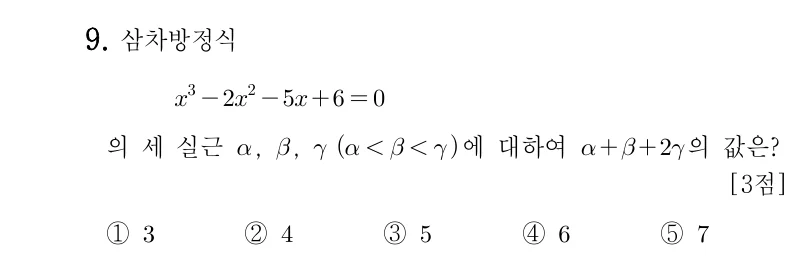 9. 삼차방정식
x³ − 2x² − 5x + 6 = 0
의 세 실근 α, β, γ (α < β < γ)에 대하여 α+β+2γ의 값은?
[3점]
① 3 ② 4 ③ 5 ④ 6 ⑤ 7